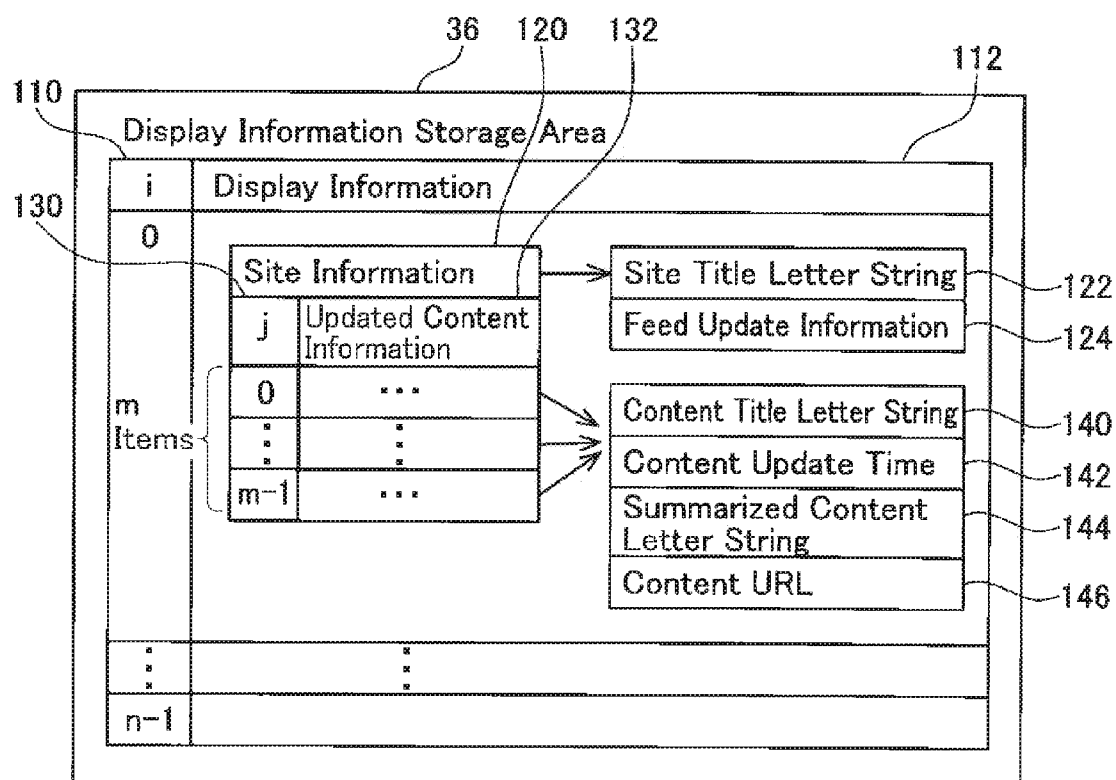 36 120 132
110 112
Display Information Storage Area
i Display Information
130
0
Site Information
Site Title Letter String 122
j Updated Content
Information
Feed Update Information 124
0 ...
Content Title Letter String 140
m
Items
Content Update Time 142
m-1 ...
Summarized Content
Letter String 144
Content URL 146
n-1